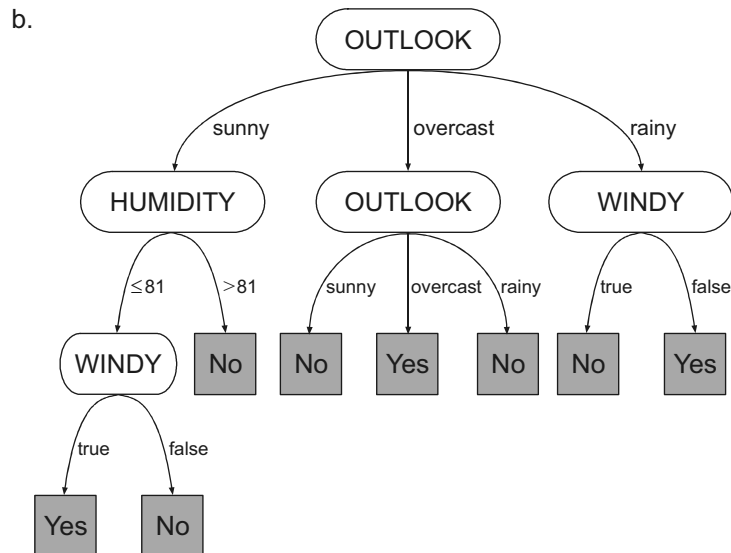 b.
OUTLOOK
sunny
overcast
rainy
HUMIDITY
OUTLOOK
WINDY
≤81
>81
sunny
overcast
rainy
true
false
WINDY
No
No
Yes
No
No
Yes
true
false
Yes
No